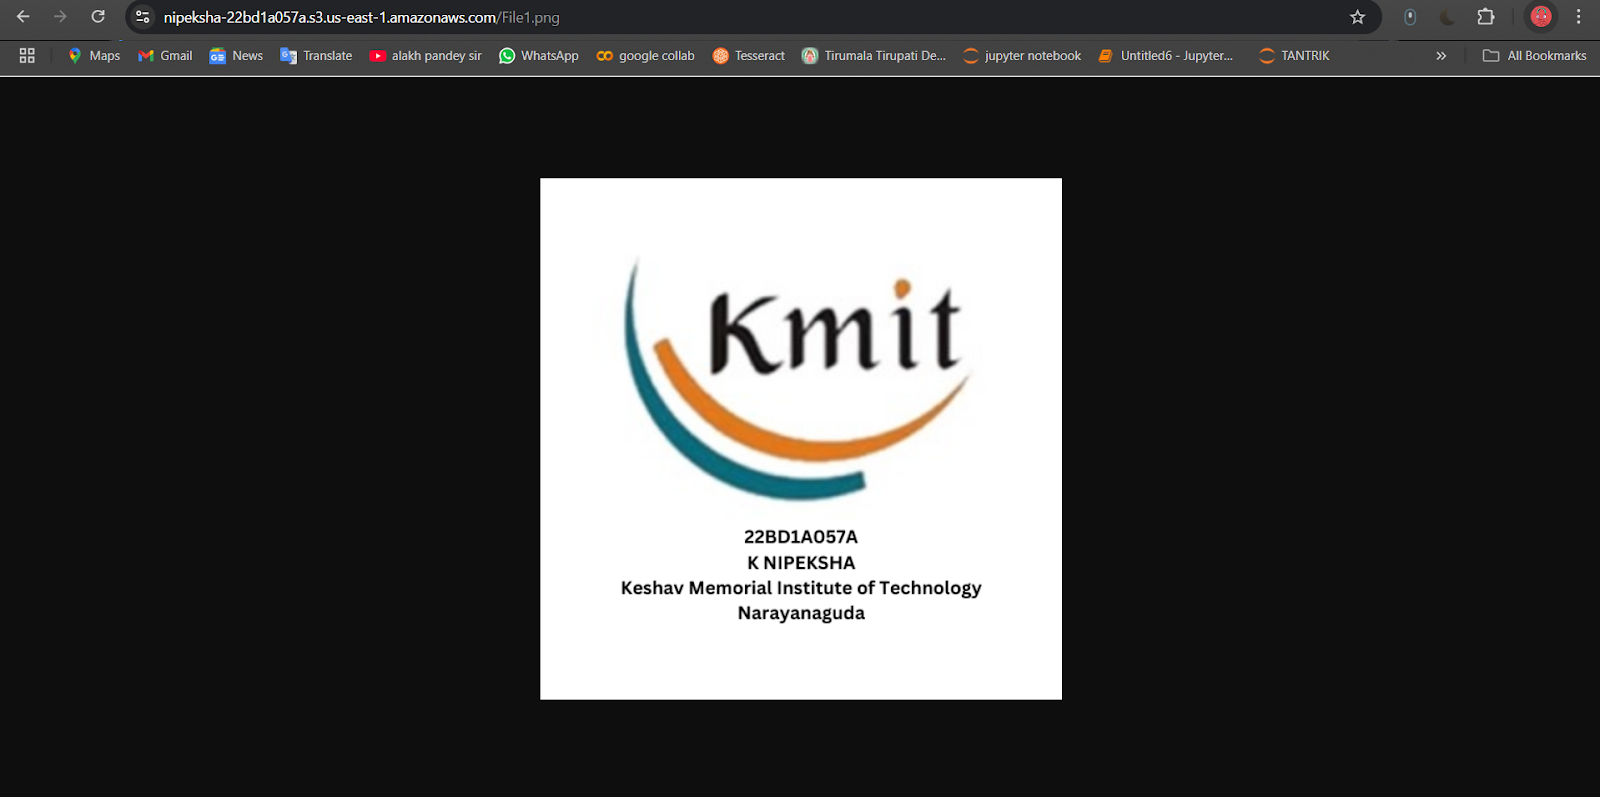 nipeksha-22bd1a057a.s3.us-east-1.amazonaws.com/File1.png
Maps Gmail News Translate alakh pandey sir WhatsApp google collab Tesseract Tirumala Tirupati De... jupyter notebook Untitled6 - Jupyter... TANTRIK » All Bookmarks
Kmit
22BD1A057A
K NIPEKSHA
Keshav Memorial Institute of Technology
Narayanaguda